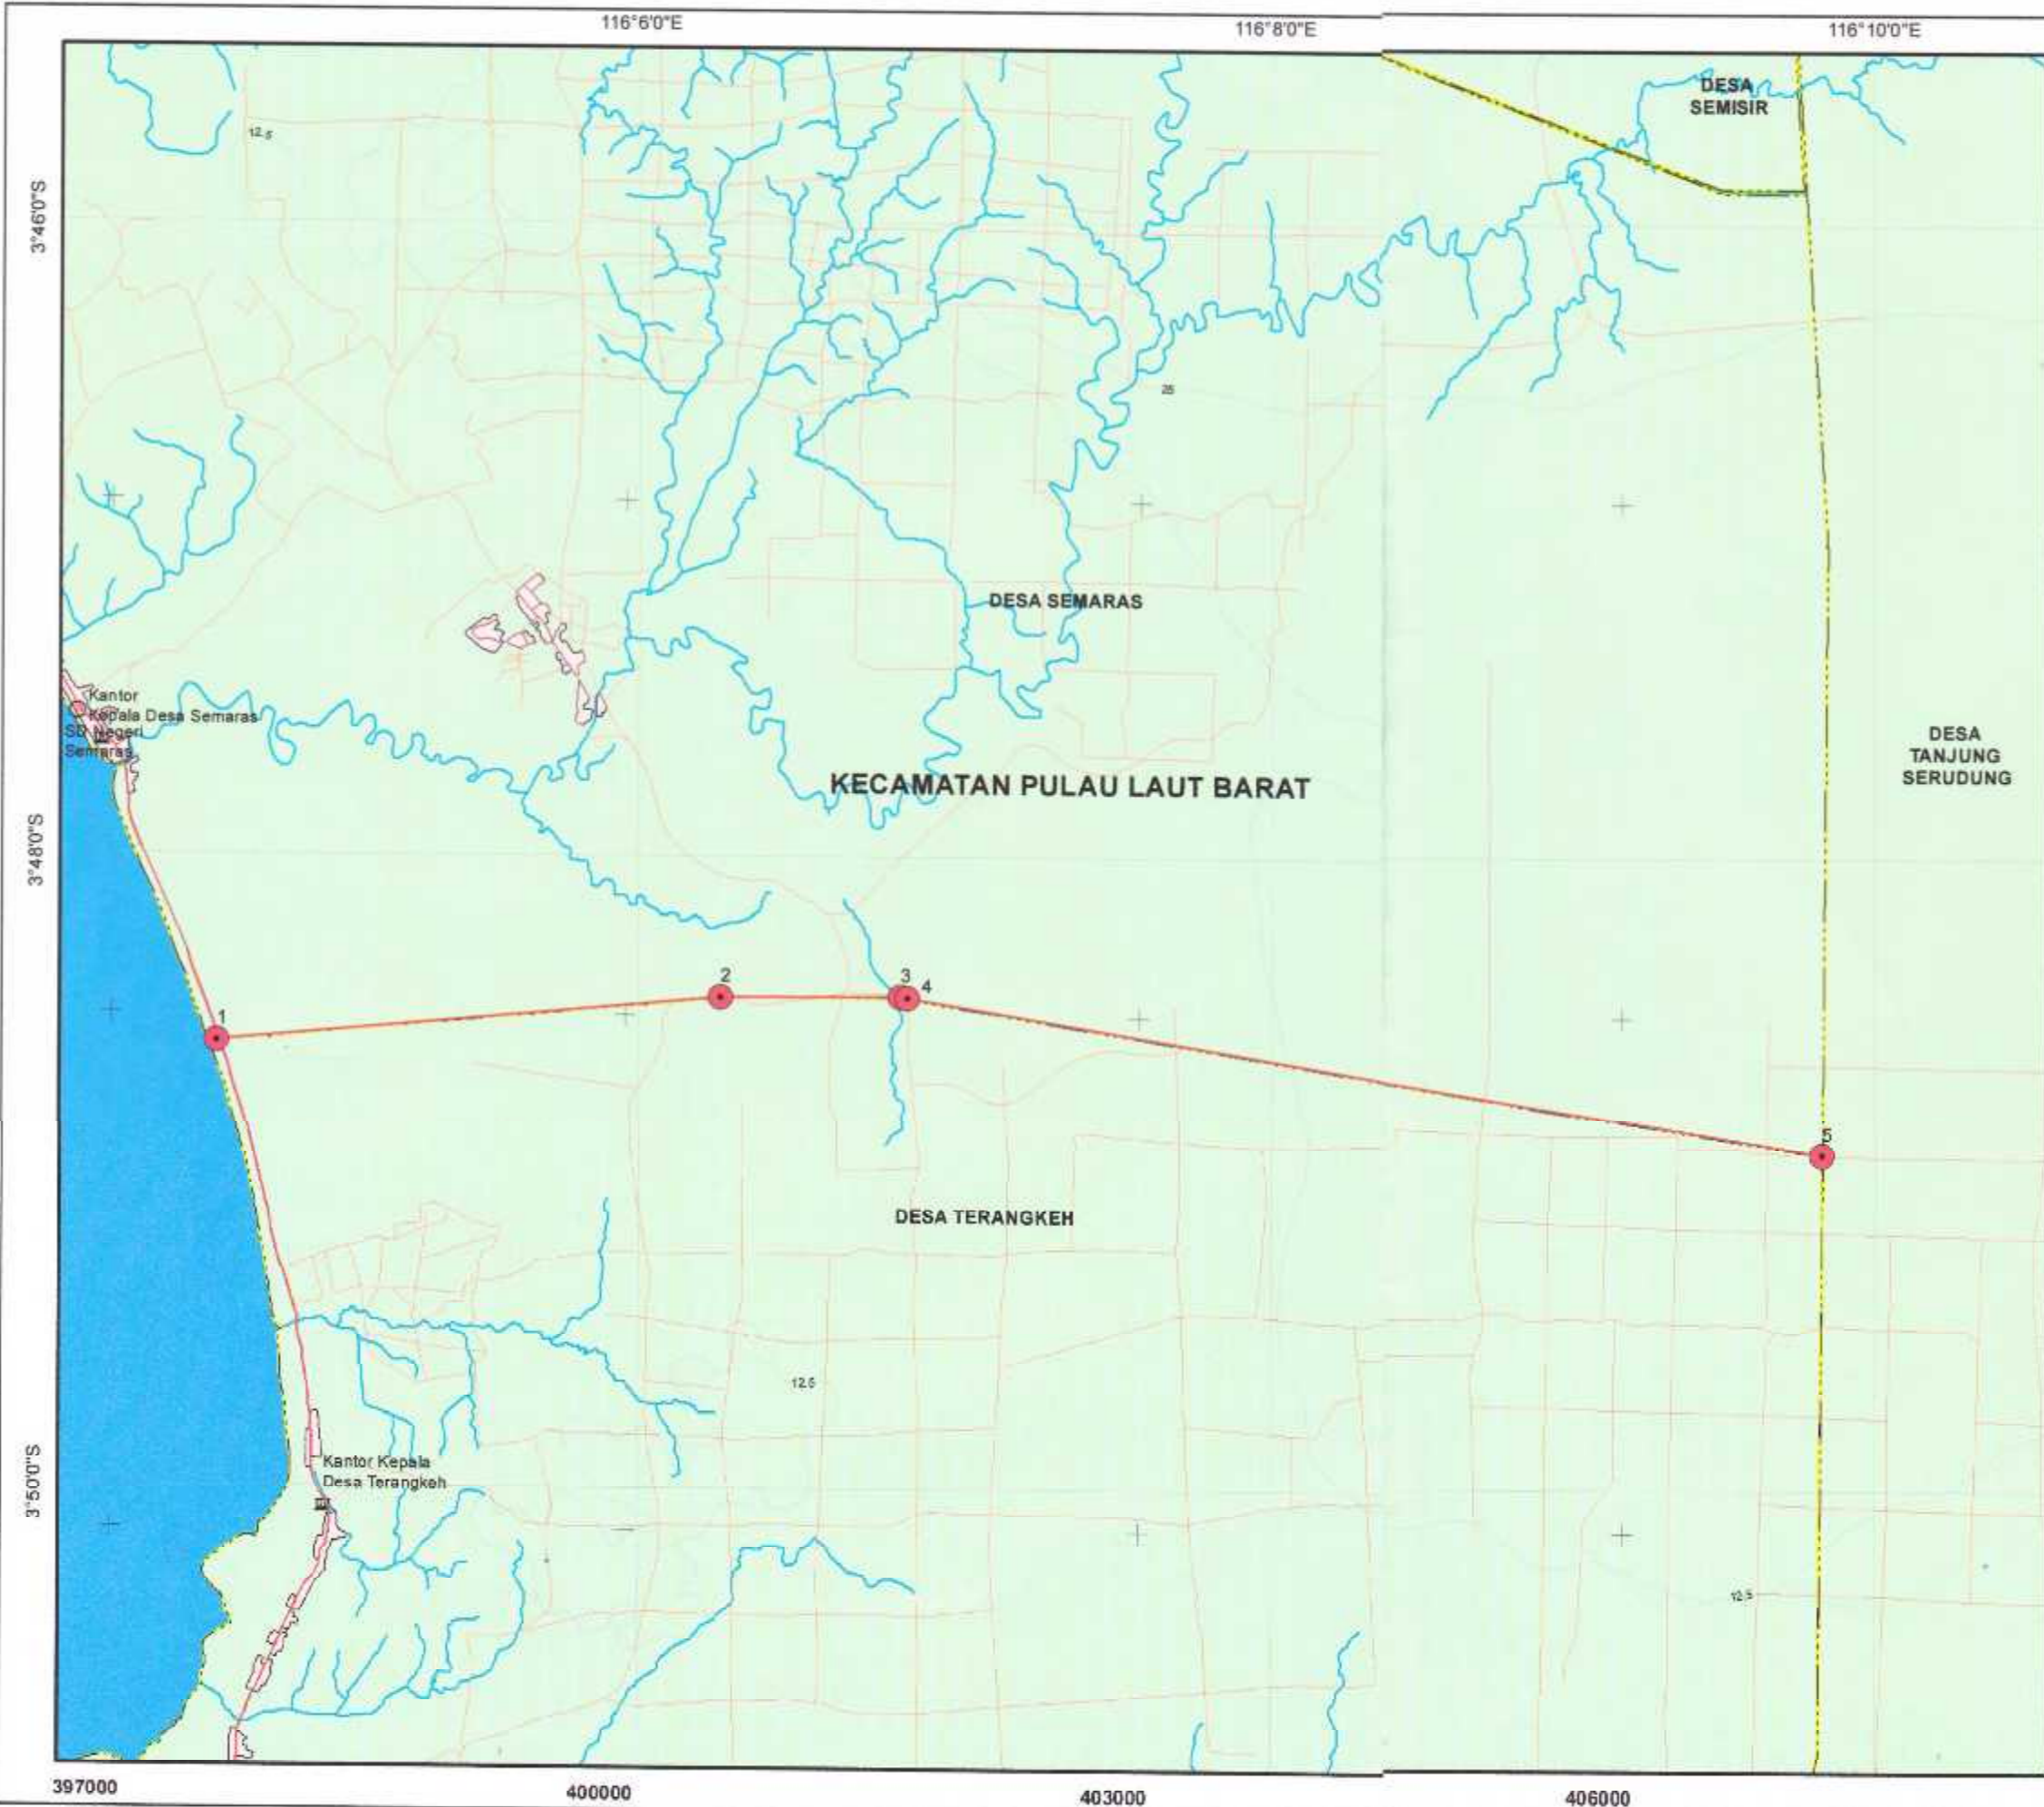 116°6'0"E
116°8'0"E
116°10'0"E
DESA
SEMISIR
12.5
3°46'0"S
25
DESA SEMARAS
Kantor
Kepala Desa Semaras
SD Negeri
Semaras
DESA
TANJUNG
SERUDUNG
KECAMATAN PULAU LAUT BARAT
3°48'0"S
2
3
4
1
5
DESA TERANGKEH
12.5
Kantor Kepala
Desa Terangkeh
3°50'0"S
12.5
397000
400000
403000
406000